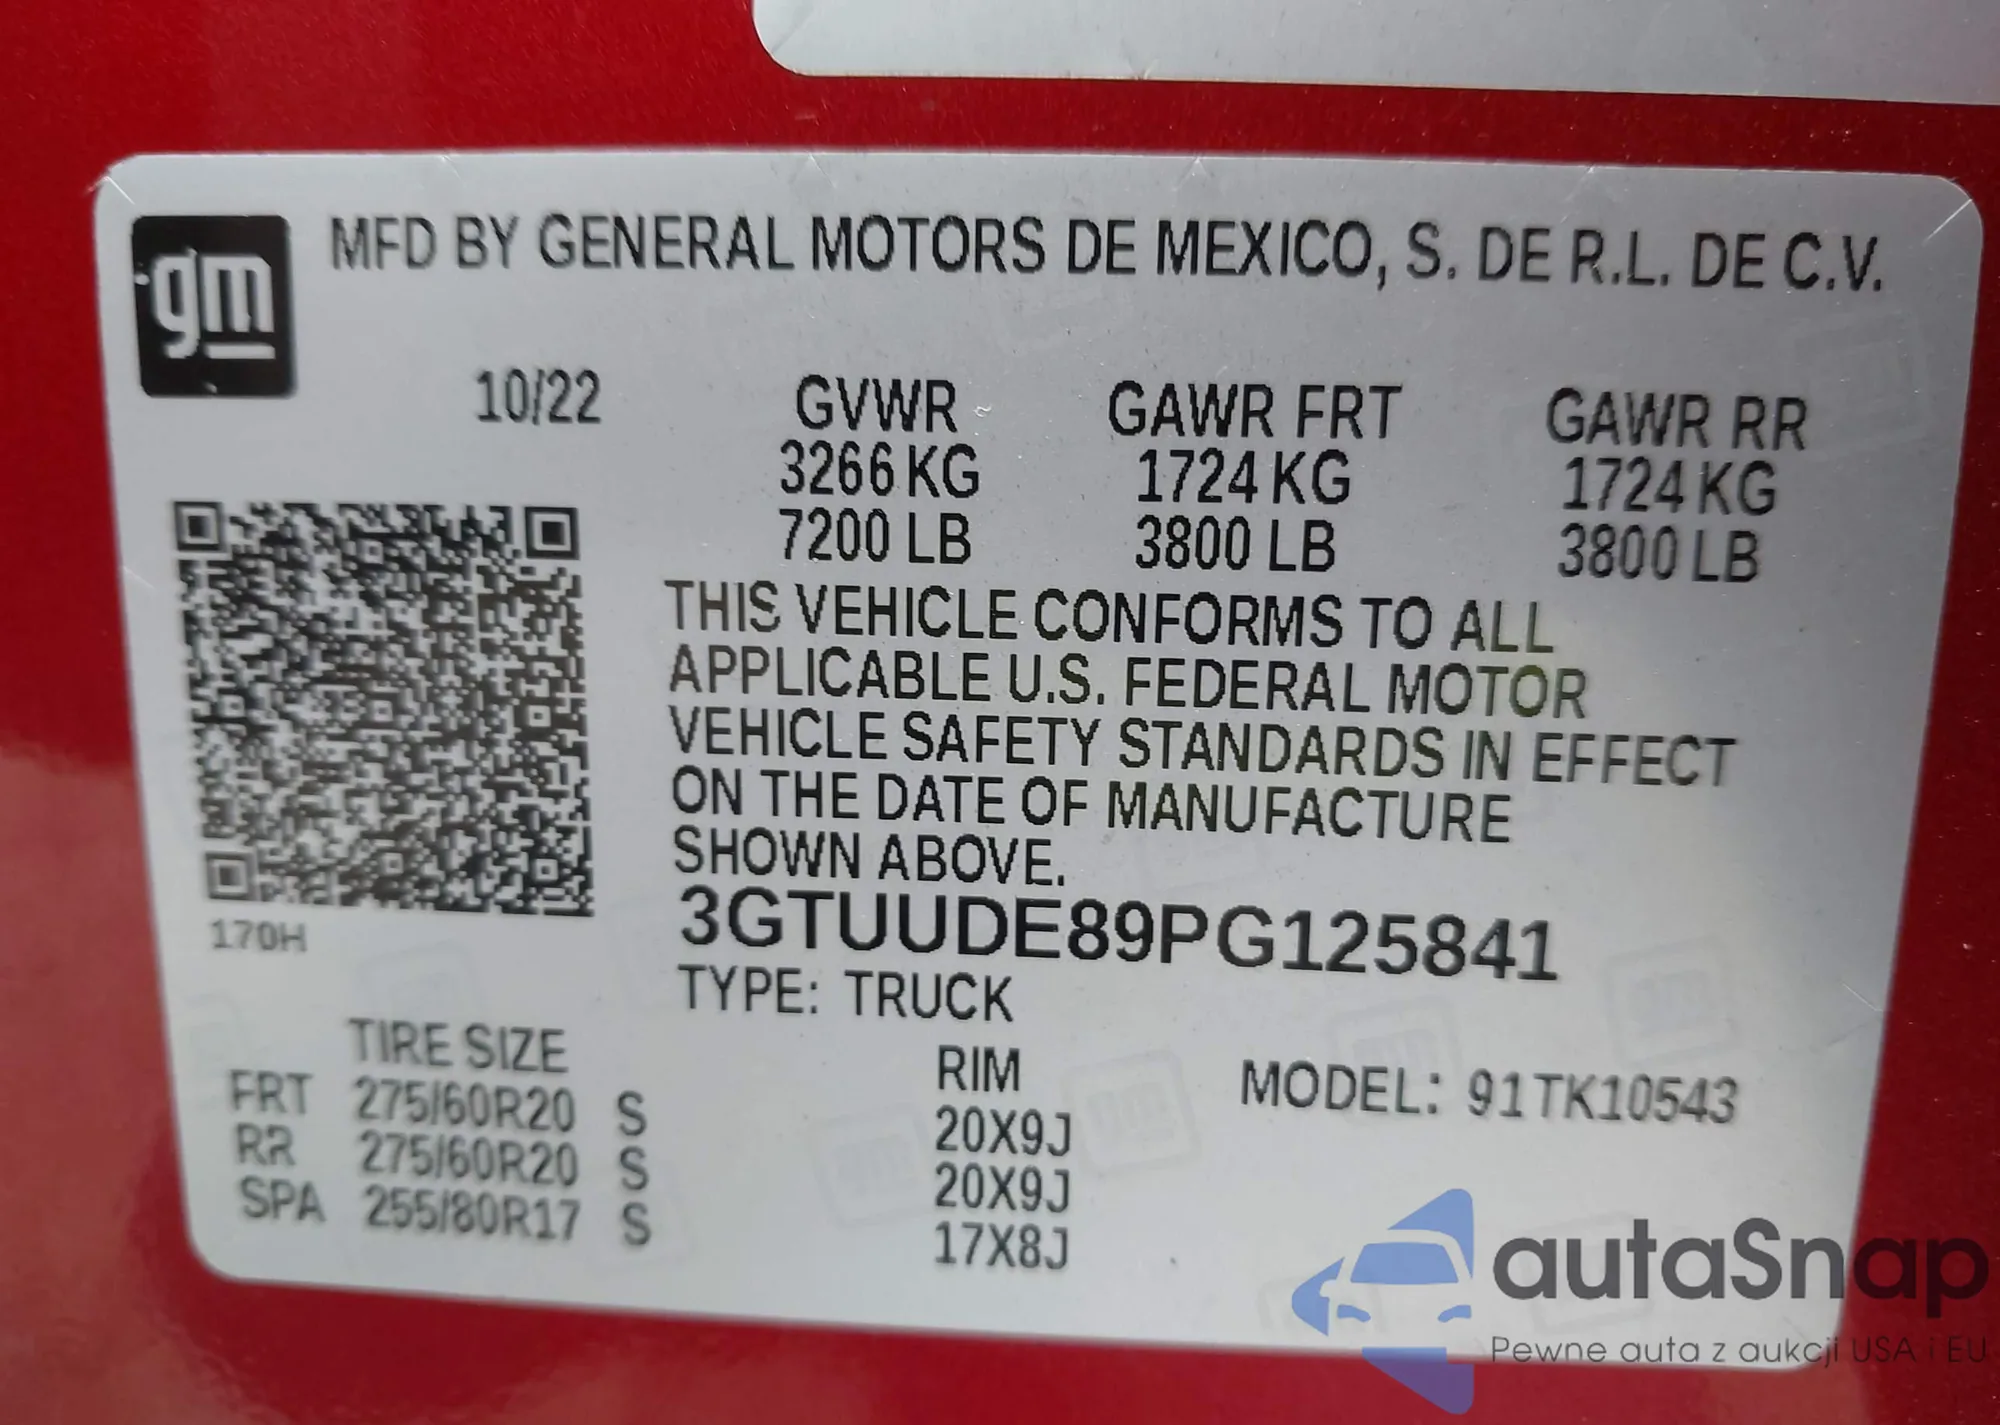 gm
MFD BY GENERAL MOTORS DE MEXICO, S. DE R.L. DE C.V.
10/22
GVWR GAWR FRT GAWR RR
3266 KG 1724 KG 1724 KG
7200 LB 3800 LB 3800 LB
THIS VEHICLE CONFORMS TO ALL
APPLICABLE U.S. FEDERAL MOTOR
VEHICLE SAFETY STANDARDS IN EFFECT
ON THE DATE OF MANUFACTURE
SHOWN ABOVE.
170H
3GTUUDE89PG125841
TYPE: TRUCK
TIRE SIZE RIM MODEL: 91TK10543
FRT 275/60R20 S 20X9J
RR 275/60R20 S 20X9J
SPA 255/80R17 S 17X8J
autaSnap
Pewne auta z aukcji USA i EU